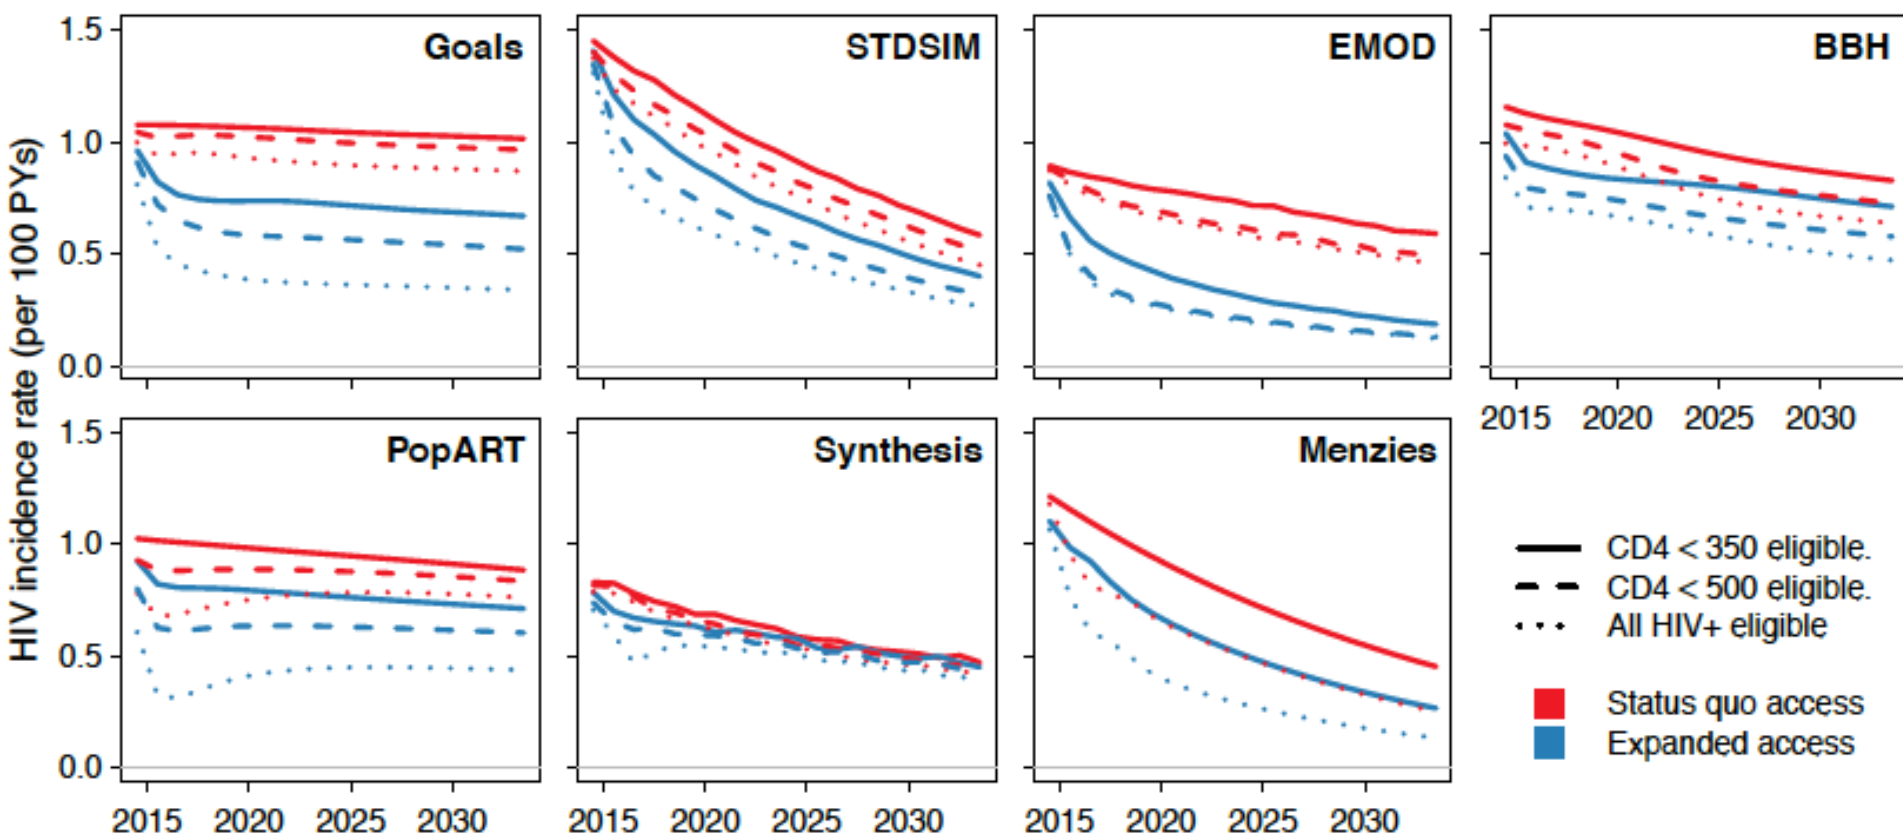 HIV incidence rate (per 100 PYs)
1.5
1.0
0.5
0.0
Goals
STDSIM
EMOD
BBH
2015 2020 2025 2030
1.5
1.0
0.5
0.0
PopART
Synthesis
Menzies
2015 2020 2025 2030
2015 2020 2025 2030
2015 2020 2025 2030
CD4 < 350 eligible.
CD4 < 500 eligible.
All HIV+ eligible
Status quo access
Expanded access